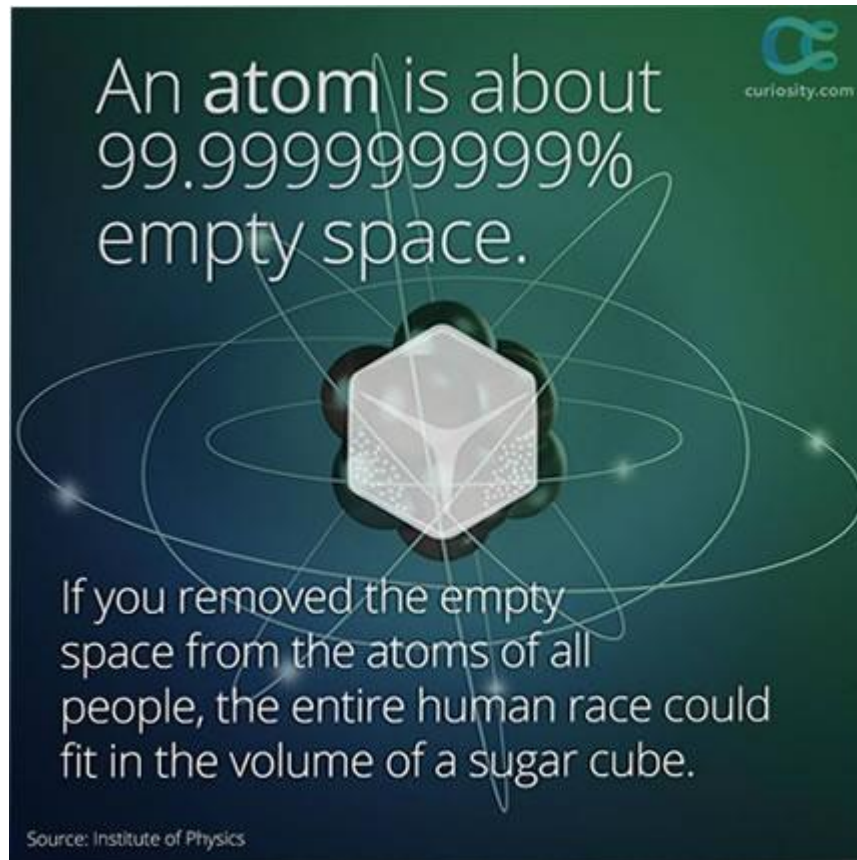 An atom is about
curiosity.com
99.999999999%
empty space.
If you removed the empty
space from the atoms of all
people, the entire human race could
fit in the volume of a sugar cube.
Source: Institute of Physics